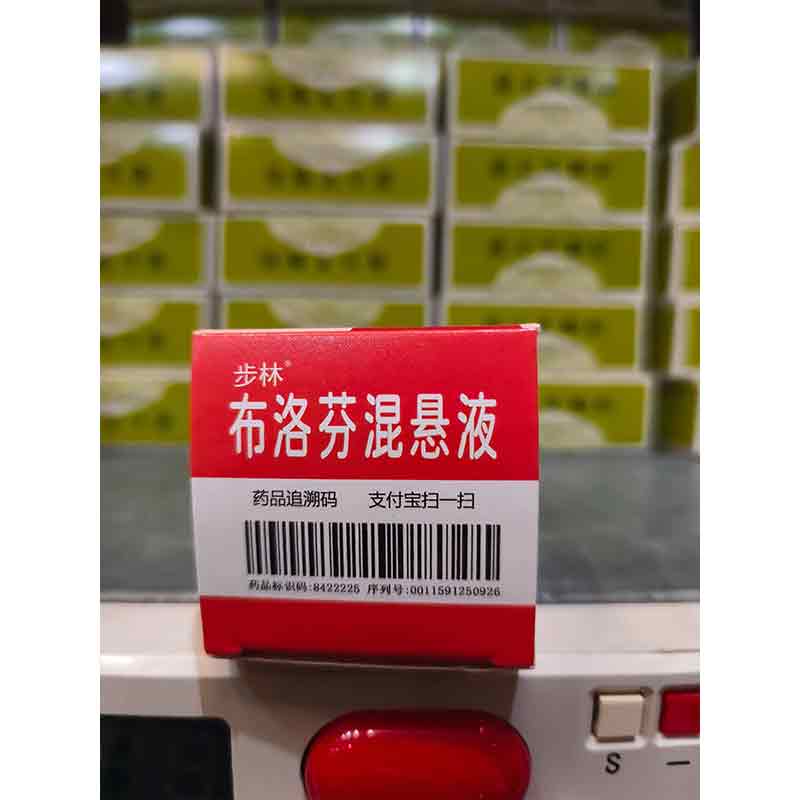 步林®
布洛芬混悬液
药品追溯码 支付宝扫一扫
药品标识码:8422225 序列号:0011591250926
S